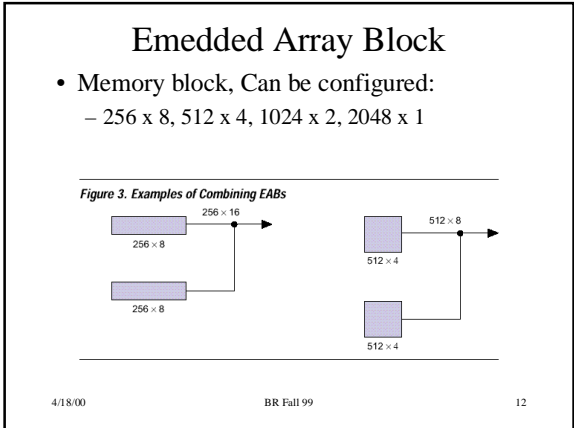 Emedded Array Block
• Memory block, Can be configured:
– 256 x 8, 512 x 4, 1024 x 2, 2048 x 1
Figure 3. Examples of Combining EABs
256 × 16
256 × 8
256 × 8
512 × 8
512 × 4
512 × 4
4/18/00
BR Fall 99
12